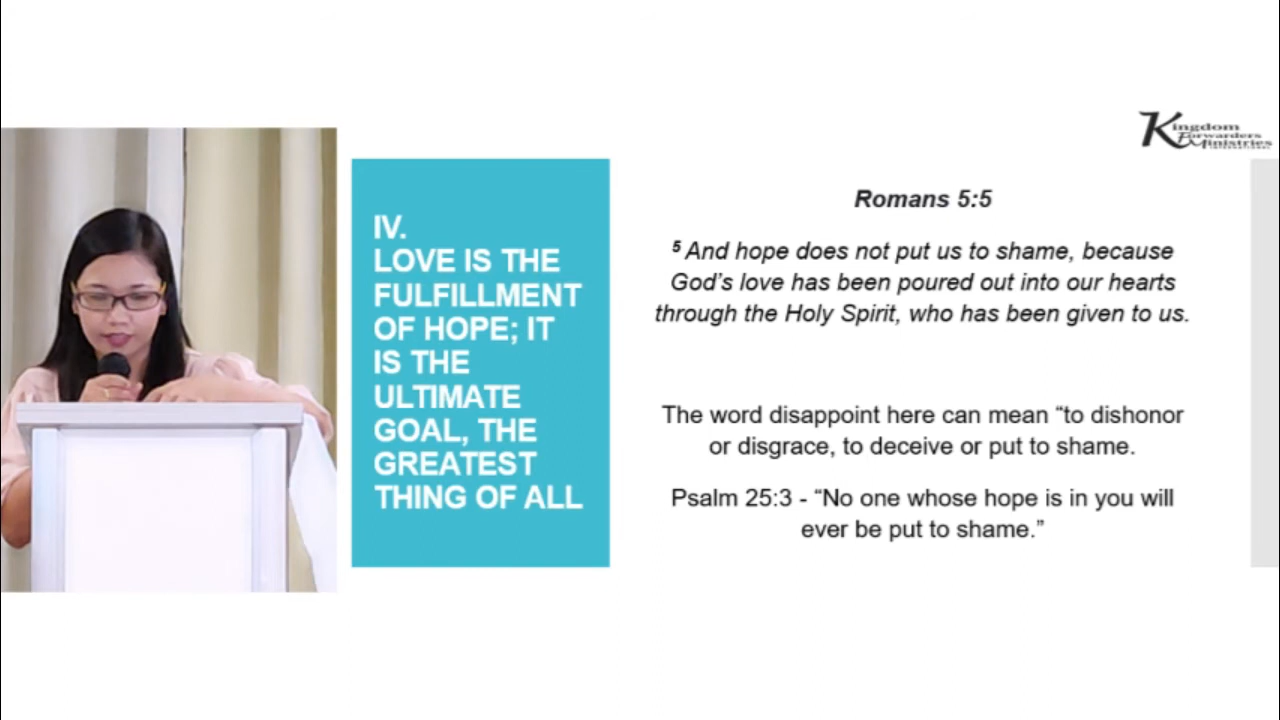 Kingdom
Forwarders
Ministries
INTERNATIONAL
IV.
LOVE IS THE
FULFILLMENT
OF HOPE; IT
IS THE
ULTIMATE
GOAL, THE
GREATEST
THING OF ALL
Romans 5:5
5 And hope does not put us to shame, because
God’s love has been poured out into our hearts
through the Holy Spirit, who has been given to us.
The word disappoint here can mean “to dishonor
or disgrace, to deceive or put to shame.
Psalm 25:3 - “No one whose hope is in you will
ever be put to shame.”